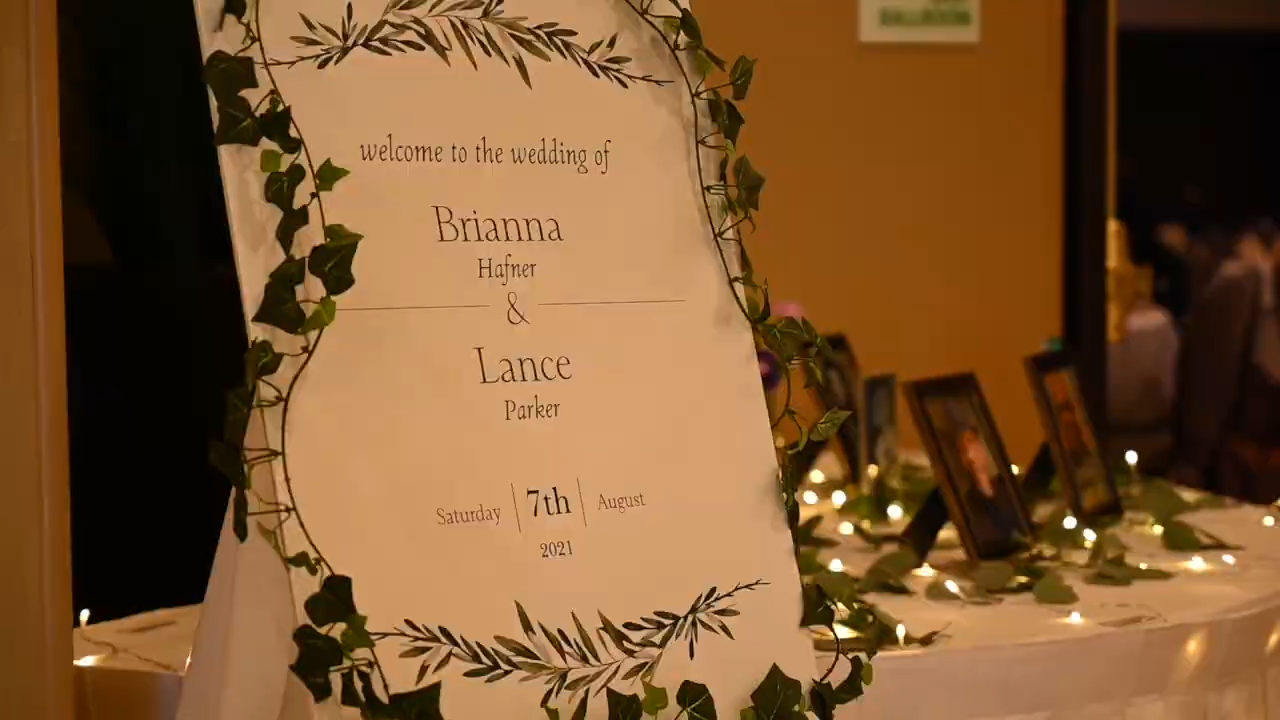 welcome to the wedding of
Brianna
Hafner
&
Lance
Parker
Saturday | 7th | August
2021